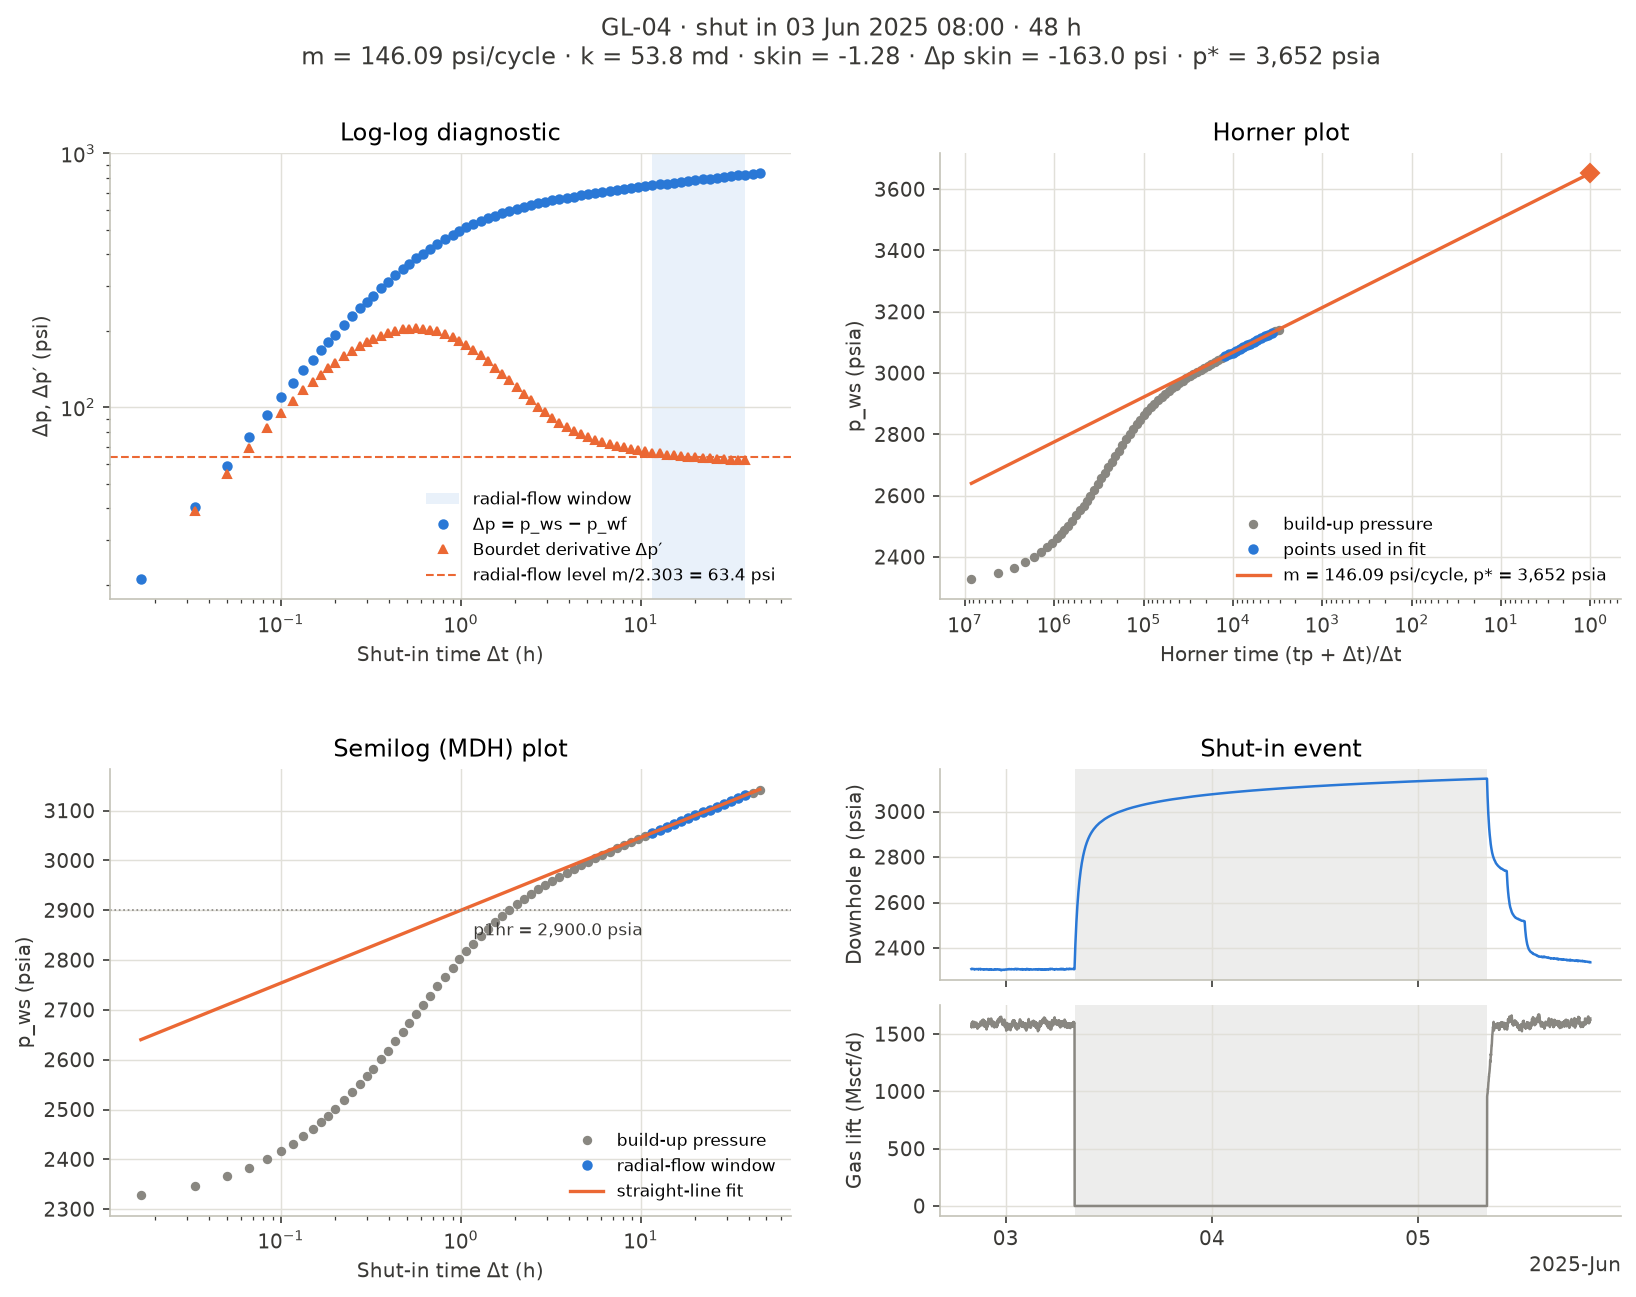 GL-04 · shut in 03 Jun 2025 08:00 · 48 h
m = 146.09 psi/cycle · k = 53.8 md · skin = -1.28 · Δp skin = -163.0 psi · p* = 3,652 psia
Log-log diagnostic
10³
10²
Δp, Δp′ (psi)
radial-flow window
Δp = p_ws − p_wf
Bourdet derivative Δp′
radial-flow level m/2.303 = 63.4 psi
10⁻¹ 10⁰ 10¹
Shut-in time Δt (h)
Horner plot
3600
3400
3200
3000
2800
2600
2400
p_ws (psia)
build-up pressure
points used in fit
m = 146.09 psi/cycle, p* = 3,652 psia
10⁷ 10⁶ 10⁵ 10⁴ 10³ 10² 10¹ 10⁰
Horner time (tp + Δt)/Δt
Semilog (MDH) plot
3100
3000
2900
2800
2700
2600
2500
2400
2300
p_ws (psia)
p1hr = 2,900.0 psia
build-up pressure
radial-flow window
straight-line fit
10⁻¹ 10⁰ 10¹
Shut-in time Δt (h)
Shut-in event
3000
2800
2600
2400
Downhole p (psia)
1500
1000
500
0
Gas lift (Mscf/d)
03 04 05
2025-Jun